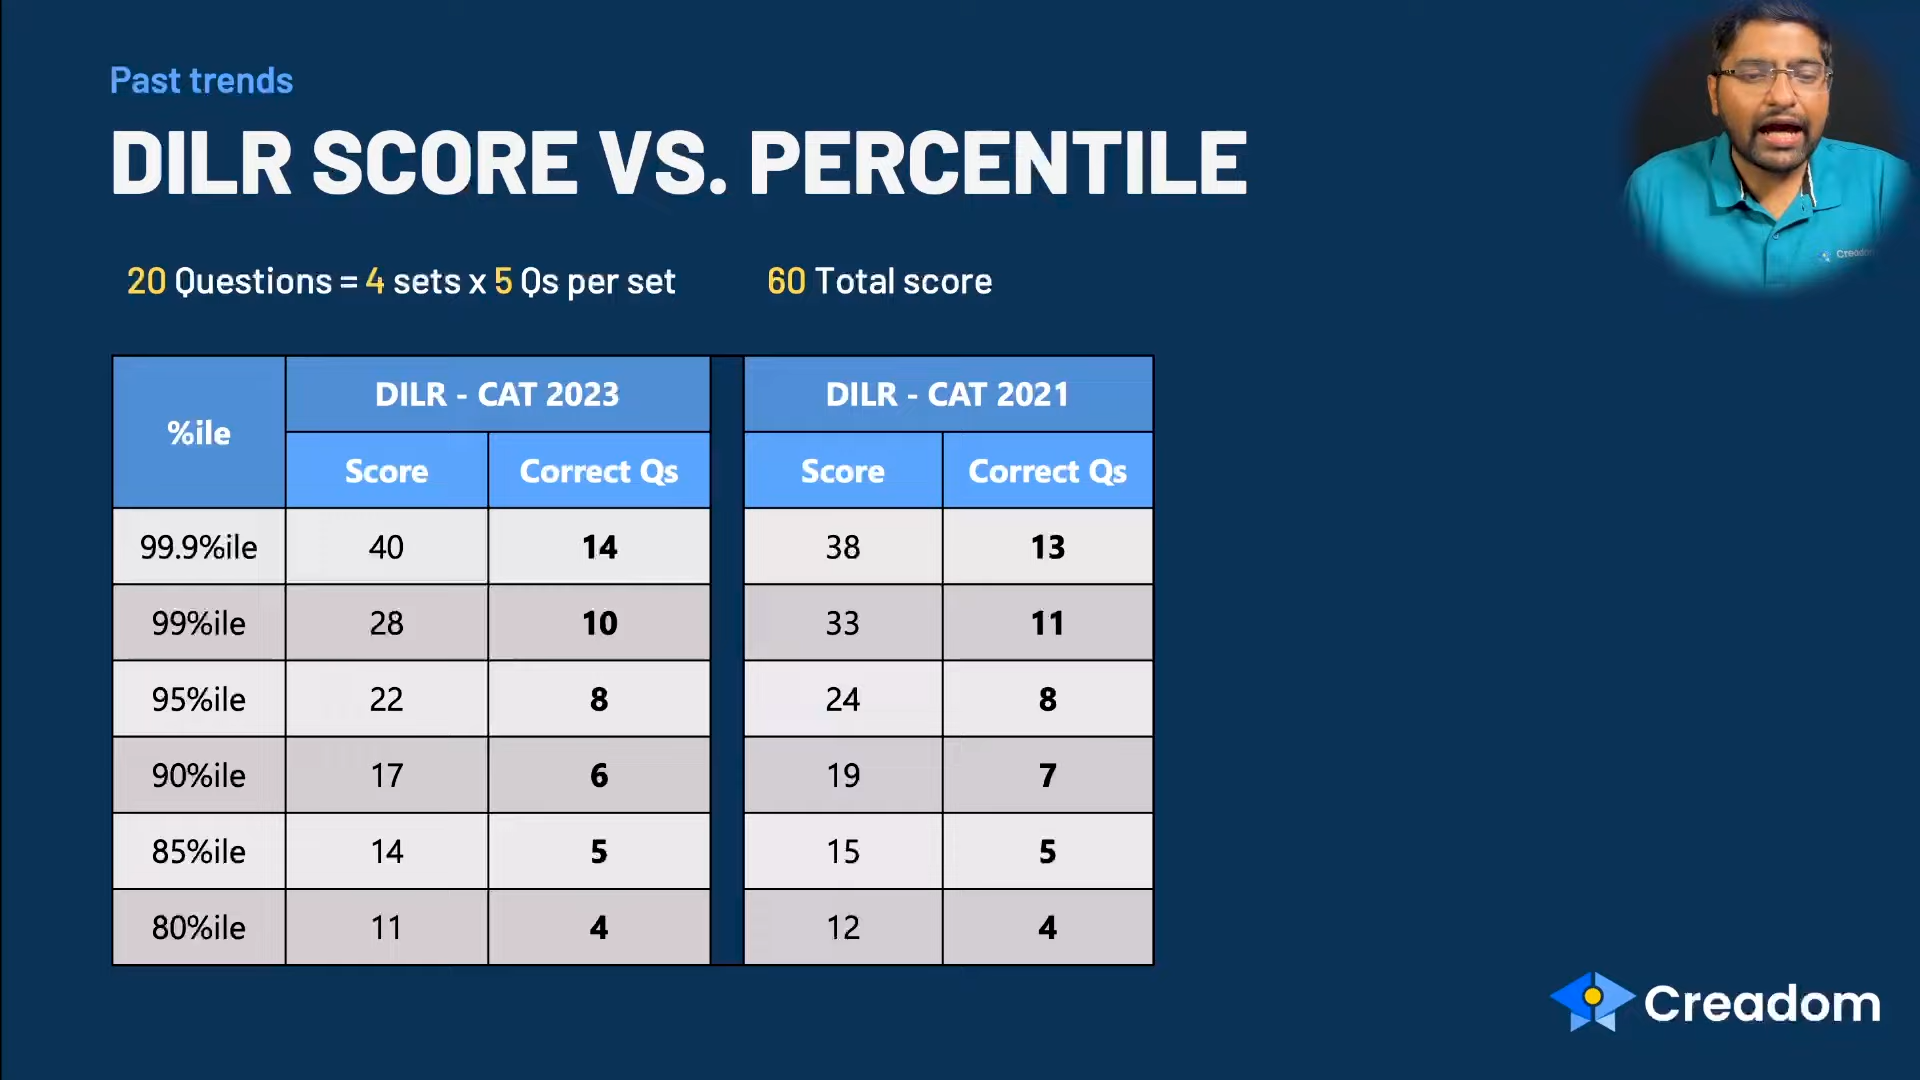 Past trends
DILR SCORE VS. PERCENTILE
20 Questions = 4 sets x 5 Qs per set 60 Total score
%ile DILR - CAT 2023 DILR - CAT 2021
Score Correct Qs Score Correct Qs
99.9%ile 40 14 38 13
99%ile 28 10 33 11
95%ile 22 8 24 8
90%ile 17 6 19 7
85%ile 14 5 15 5
80%ile 11 4 12 4
Creadom
Creadom